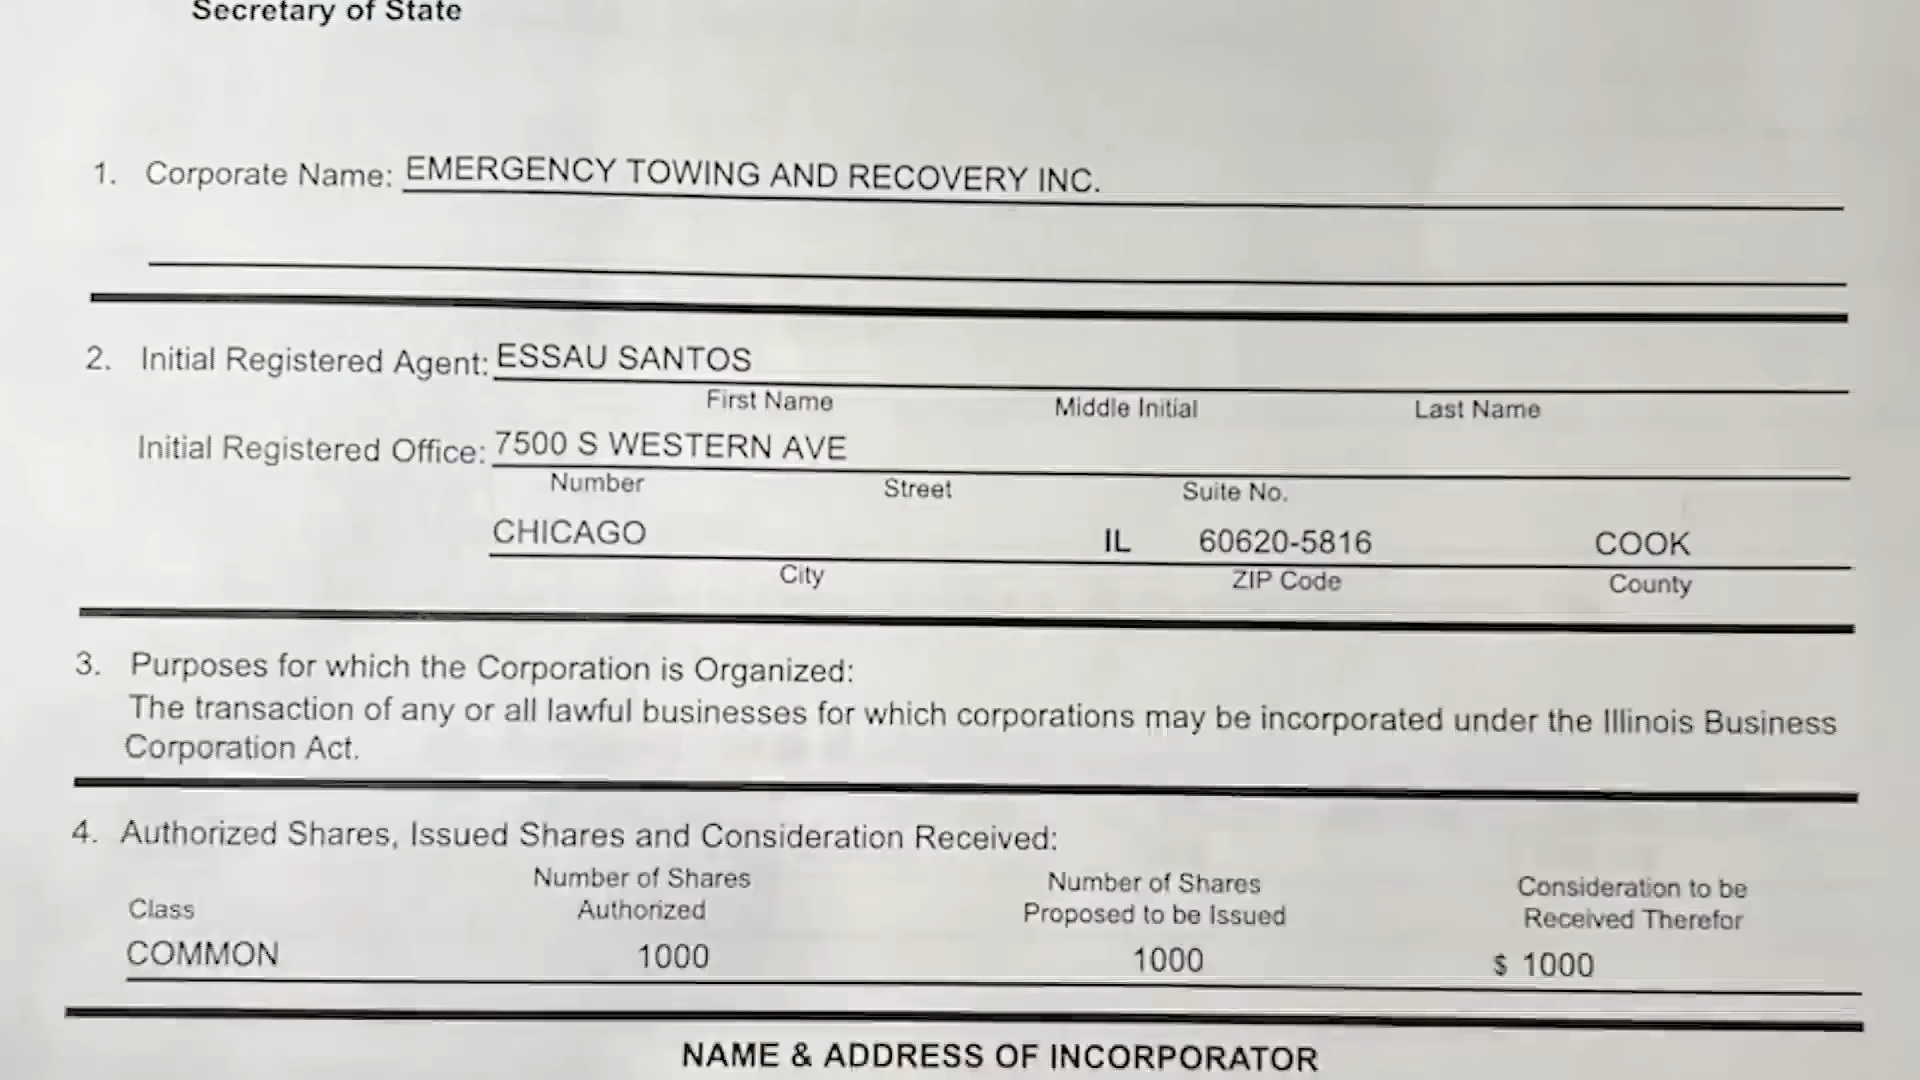 Secretary of State
1. Corporate Name: EMERGENCY TOWING AND RECOVERY INC.
2. Initial Registered Agent: ESSAU SANTOS
First Name Middle Initial Last Name
Initial Registered Office: 7500 S WESTERN AVE
Number Street Suite No.
CHICAGO IL 60620-5816 COOK
City ZIP Code County
3. Purposes for which the Corporation is Organized:
The transaction of any or all lawful businesses for which corporations may be incorporated under the Illinois Business
Corporation Act.
4. Authorized Shares, Issued Shares and Consideration Received:
Number of Shares Number of Shares Consideration to be
Class Authorized Proposed to be Issued Received Therefor
COMMON 1000 1000 $ 1000
NAME & ADDRESS OF INCORPORATOR